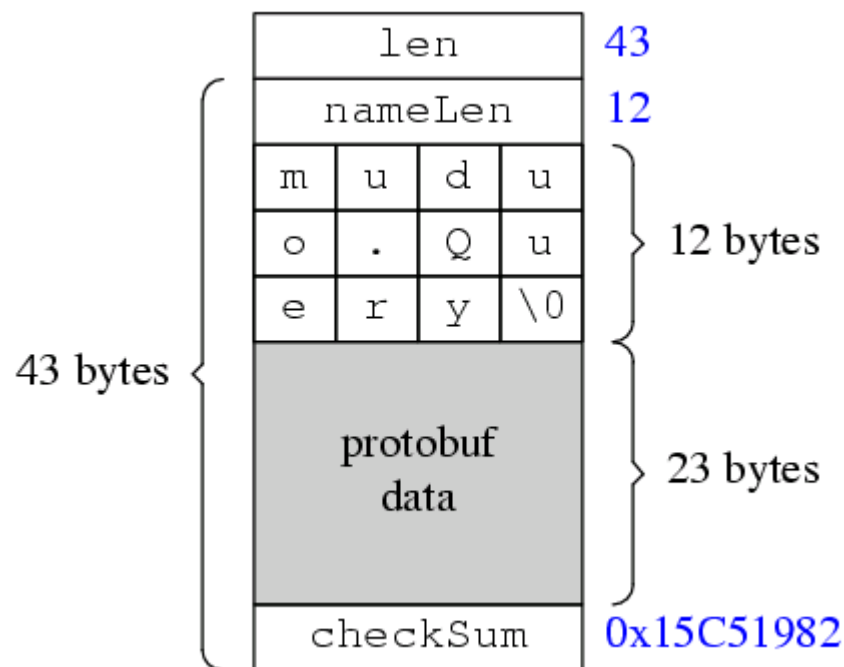 len 43
nameLen 12
m u d u
o . Q u 12 bytes
e r y \0
43 bytes
protobuf
data
23 bytes
checkSum 0x15C51982